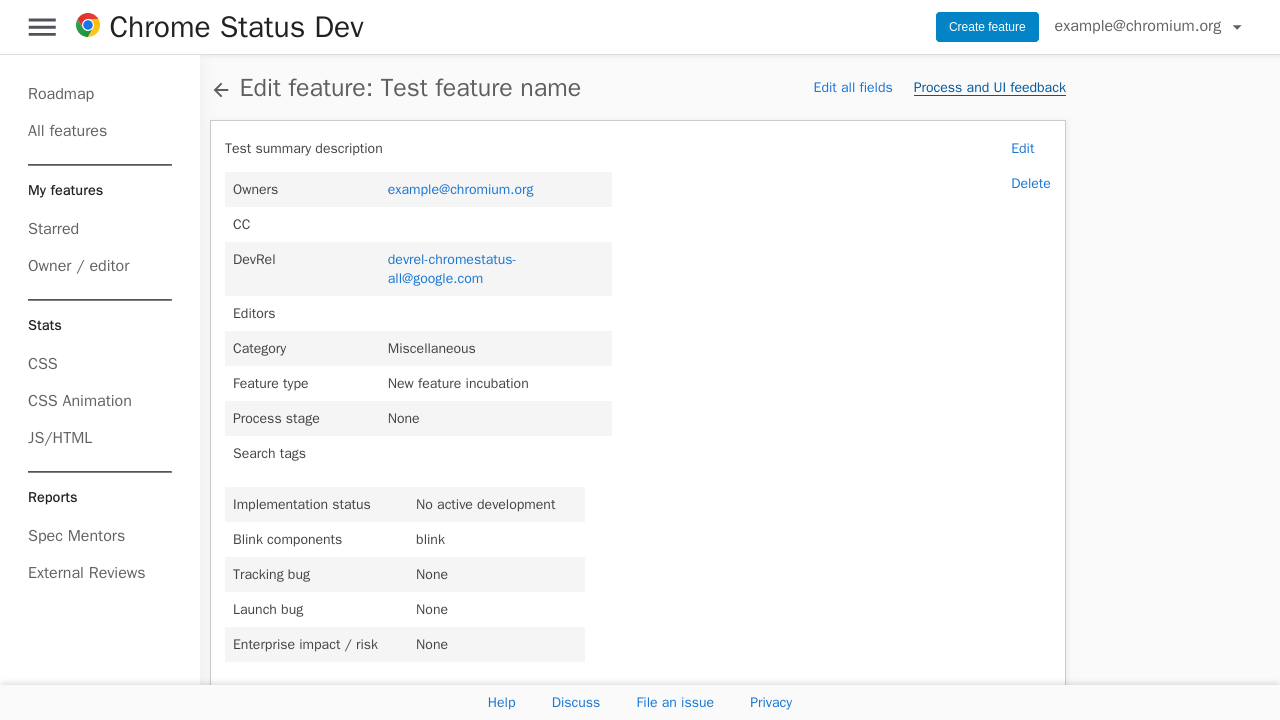 Chrome Status Dev
Create feature
example@chromium.org
Roadmap
All features
My features
Starred
Owner / editor
Stats
CSS
CSS Animation
JS/HTML
Reports
Spec Mentors
External Reviews
Edit feature: Test feature name
Edit all fields
Process and UI feedback
Test summary description
Edit
Delete
Owners example@chromium.org
CC
DevRel devrel-chromestatus-
all@google.com
Editors
Category Miscellaneous
Feature type New feature incubation
Process stage None
Search tags
Implementation status No active development
Blink components blink
Tracking bug None
Launch bug None
Enterprise impact / risk None
Help Discuss File an issue Privacy